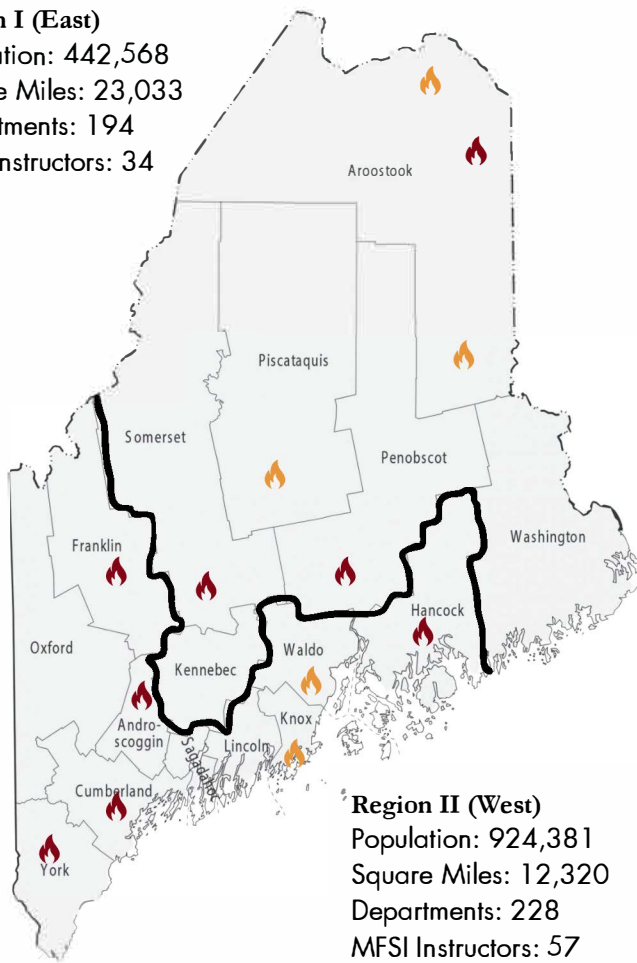 n I (East)
ation: 442,568
e Miles: 23,033
tments: 194
nstructors: 34
Aroostook
Piscataquis
Somerset
Penobscot
Washington
Franklin
Hancock
Oxford
Waldo
Kennebec
Knox
Andro-
scoggin
Lincoln
Sagadahoc
Cumberland
York
Region II (West)
Population: 924,381
Square Miles: 12,320
Departments: 228
MFSI Instructors: 57